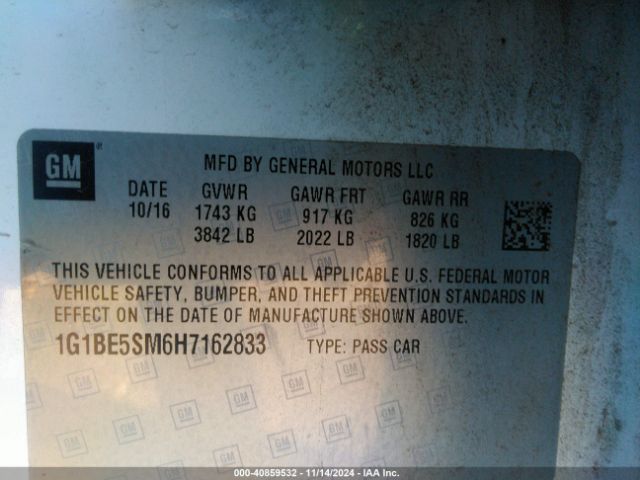 GM
MFD BY GENERAL MOTORS LLC
DATE GVWR GAWR FRT GAWR RR
10/16 1743 KG 917 KG 826 KG
3842 LB 2022 LB 1820 LB
THIS VEHICLE CONFORMS TO ALL APPLICABLE U.S. FEDERAL MOTOR
VEHICLE SAFETY, BUMPER, AND THEFT PREVENTION STANDARDS IN
EFFECT ON THE DATE OF MANUFACTURE SHOWN ABOVE.
1G1BE5SM6H7162833 TYPE: PASS CAR
000-40859532 - 11/14/2024 - IAA Inc.